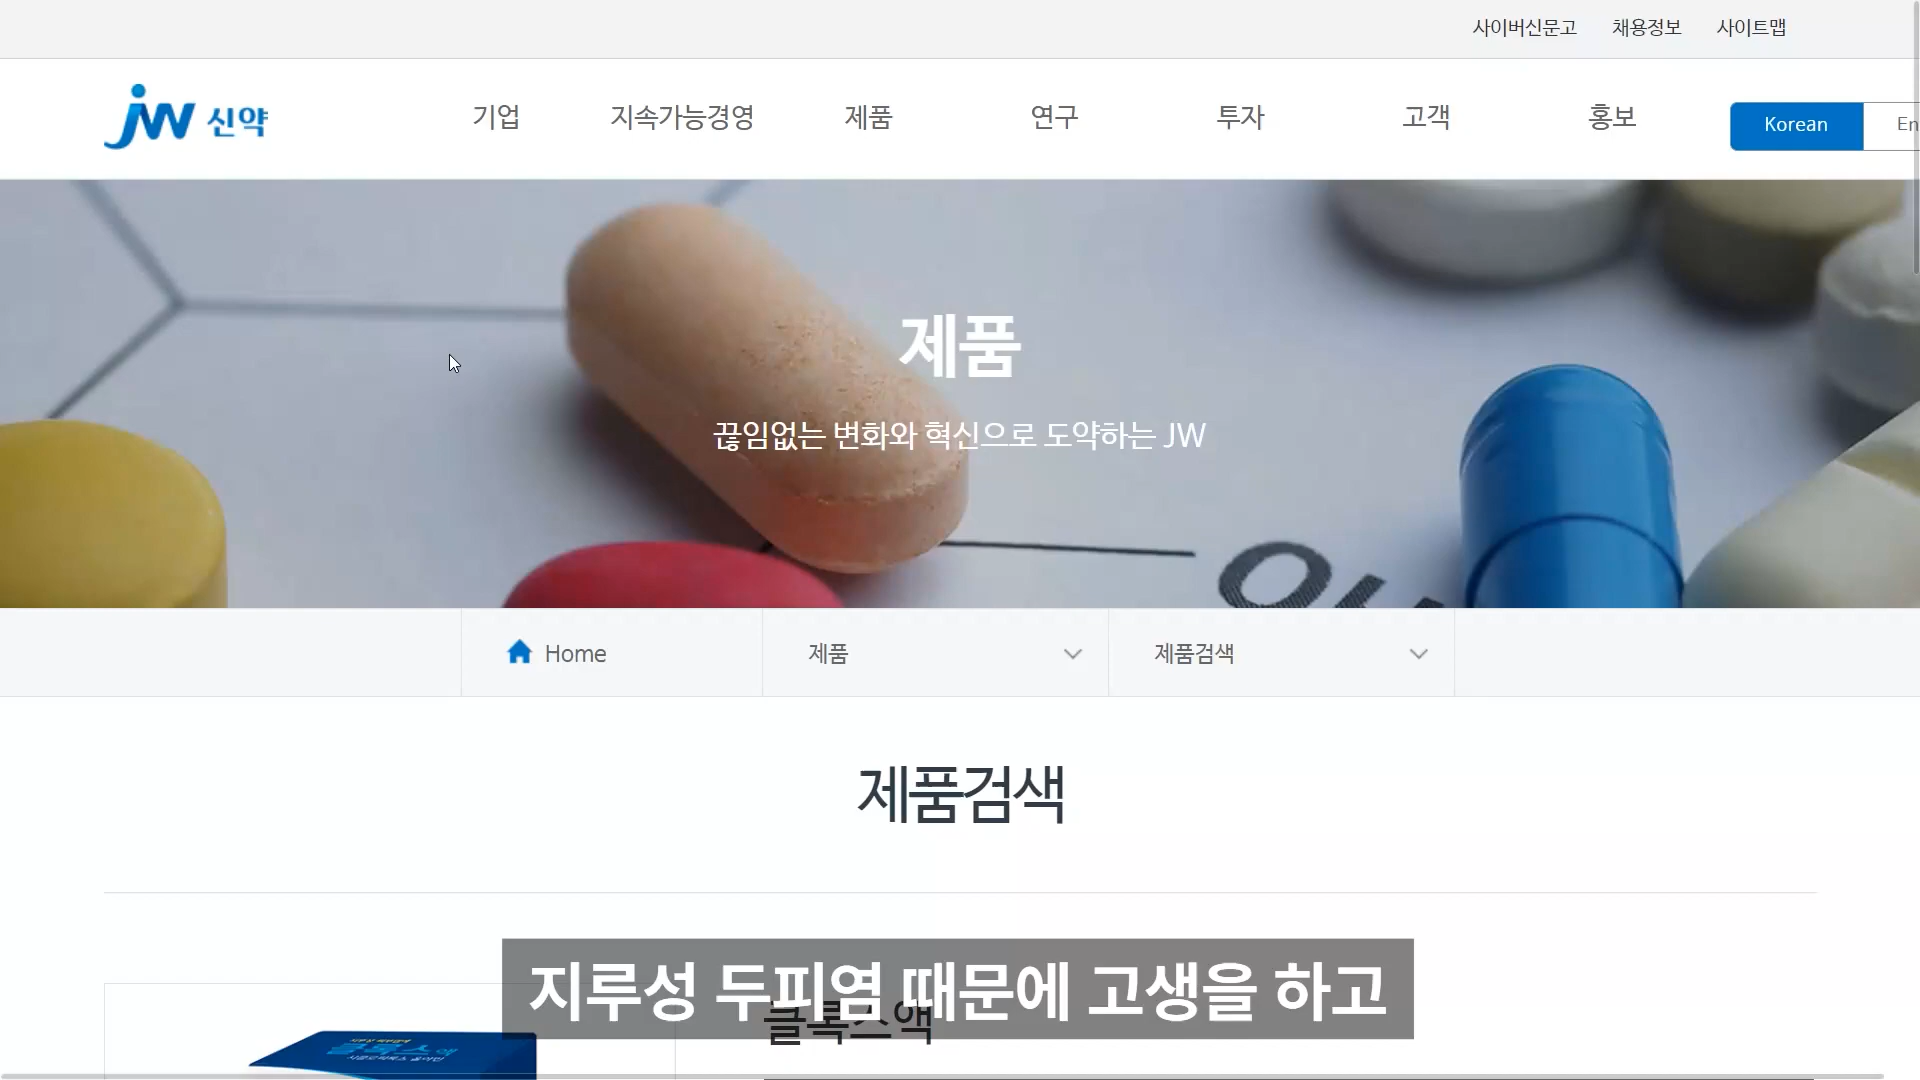 사이버신문고 채용정보 사이트맵
jw 신약
기업 지속가능경영 제품 연구 투자 고객 홍보
Korean En
제품
끊임없는 변화와 혁신으로 도약하는 JW
Home 제품 제품검색
제품검색
지루성 두피염 때문에 고생을 하고
클록스액